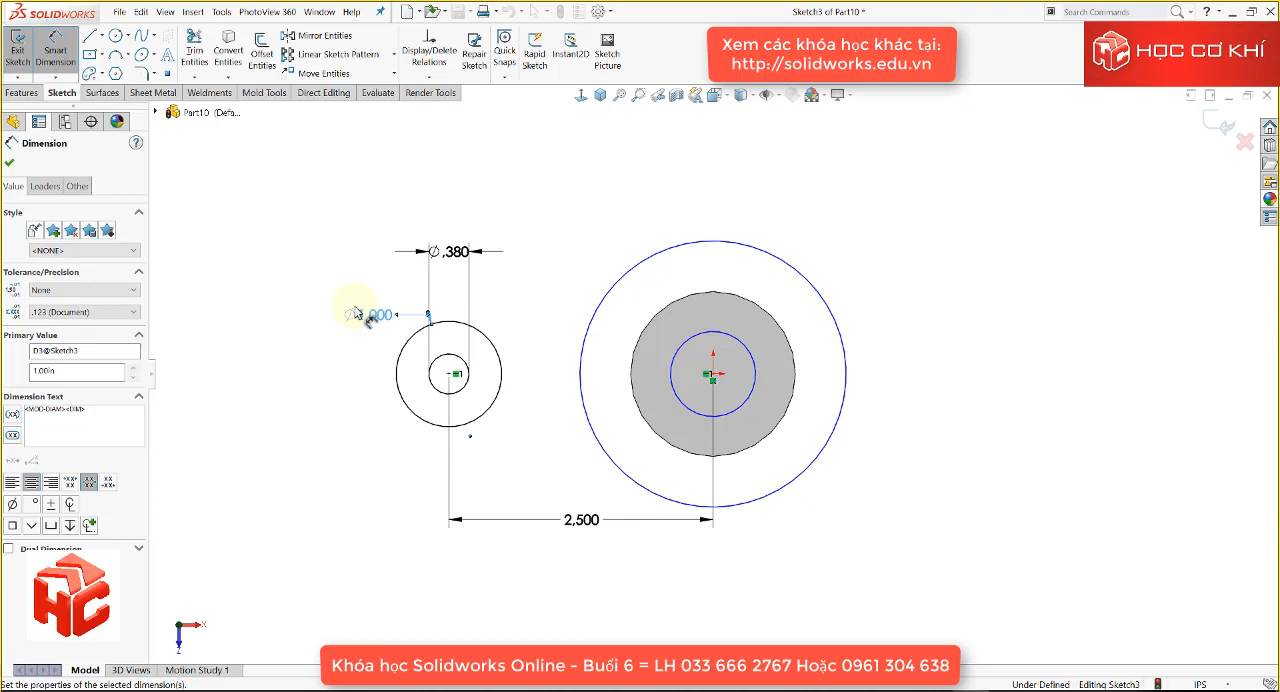 SOLIDWORKS
File Edit View Insert Tools PhotoView 360 Window Help
Sketch3 of Part10 *
Search Commands
Exit Sketch
Smart Dimension
Trim Entities
Convert Entities
Offset Entities
Mirror Entities
Linear Sketch Pattern
Move Entities
Display/Delete Relations
Repair Sketch
Quick Snaps
Rapid Sketch
Instant2D
Sketch Picture
Xem các khóa học khác tại:
http://solidworks.edu.vn
HỌC CƠ KHÍ
Features Sketch Surfaces Sheet Metal Weldments Mold Tools Direct Editing Evaluate Render Tools
Part10 (Defa...
Dimension
Value Leaders Other
Style
<NONE>
Tolerance/Precision
None
.123 (Document)
Primary Value
D3@Sketch3
1.00in
Dimension Text
<MOD-DIAM><DIM>
Dual Dimension
Ø ,380
2,500
X
HC
Model 3D Views Motion Study 1
Khóa học Solidworks Online - Buổi 6 = LH 033 666 2767 Hoặc 0961 304 638
Set the properties of the selected dimension(s).
Under Defined Editing Sketch3 IPS